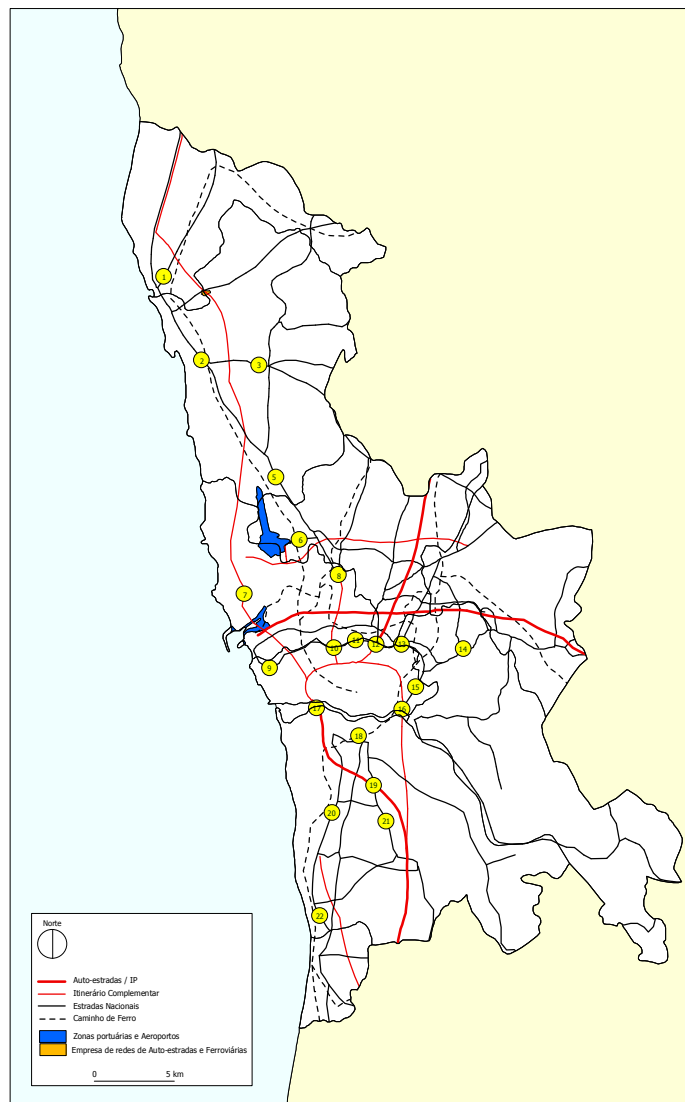 1
2
3
5
6
8
7
11
10
12
13
14
9
15
17
16
18
19
20
21
22
Norte
Auto-estradas / IP
Itinerário Complementar
Estradas Nacionais
Caminho de Ferro
Zonas portuárias e Aeroportos
Empresa de redes de Auto-estradas e Ferroviárias
0 5 km